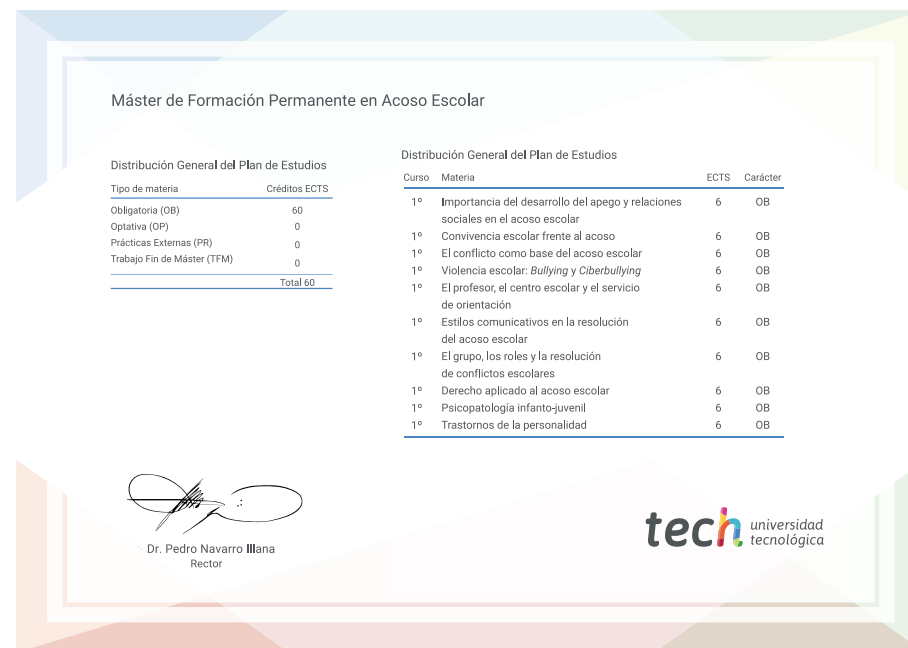 Máster de Formación Permanente en Acoso Escolar
Distribución General del Plan de Estudios
Tipo de materia Créditos ECTS
Obligatoria (OB) 60
Optativa (OP) 0
Prácticas Externas (PR) 0
Trabajo Fin de Máster (TFM) 0
Total 60
Distribución General del Plan de Estudios
Curso Materia ECTS Carácter
1º Importancia del desarrollo del apego y relaciones 6 OB
sociales en el acoso escolar
1º Convivencia escolar frente al acoso 6 OB
1º El conflicto como base del acoso escolar 6 OB
1º Violencia escolar: Bullying y Ciberbullying 6 OB
1º El profesor, el centro escolar y el servicio 6 OB
de orientación
1º Estilos comunicativos en la resolución 6 OB
del acoso escolar
1º El grupo, los roles y la resolución 6 OB
de conflictos escolares
1º Derecho aplicado al acoso escolar 6 OB
1º Psicopatología infanto-juvenil 6 OB
1º Trastornos de la personalidad 6 OB
Dr. Pedro Navarro Illana
Rector
tech universidad
tecnológica